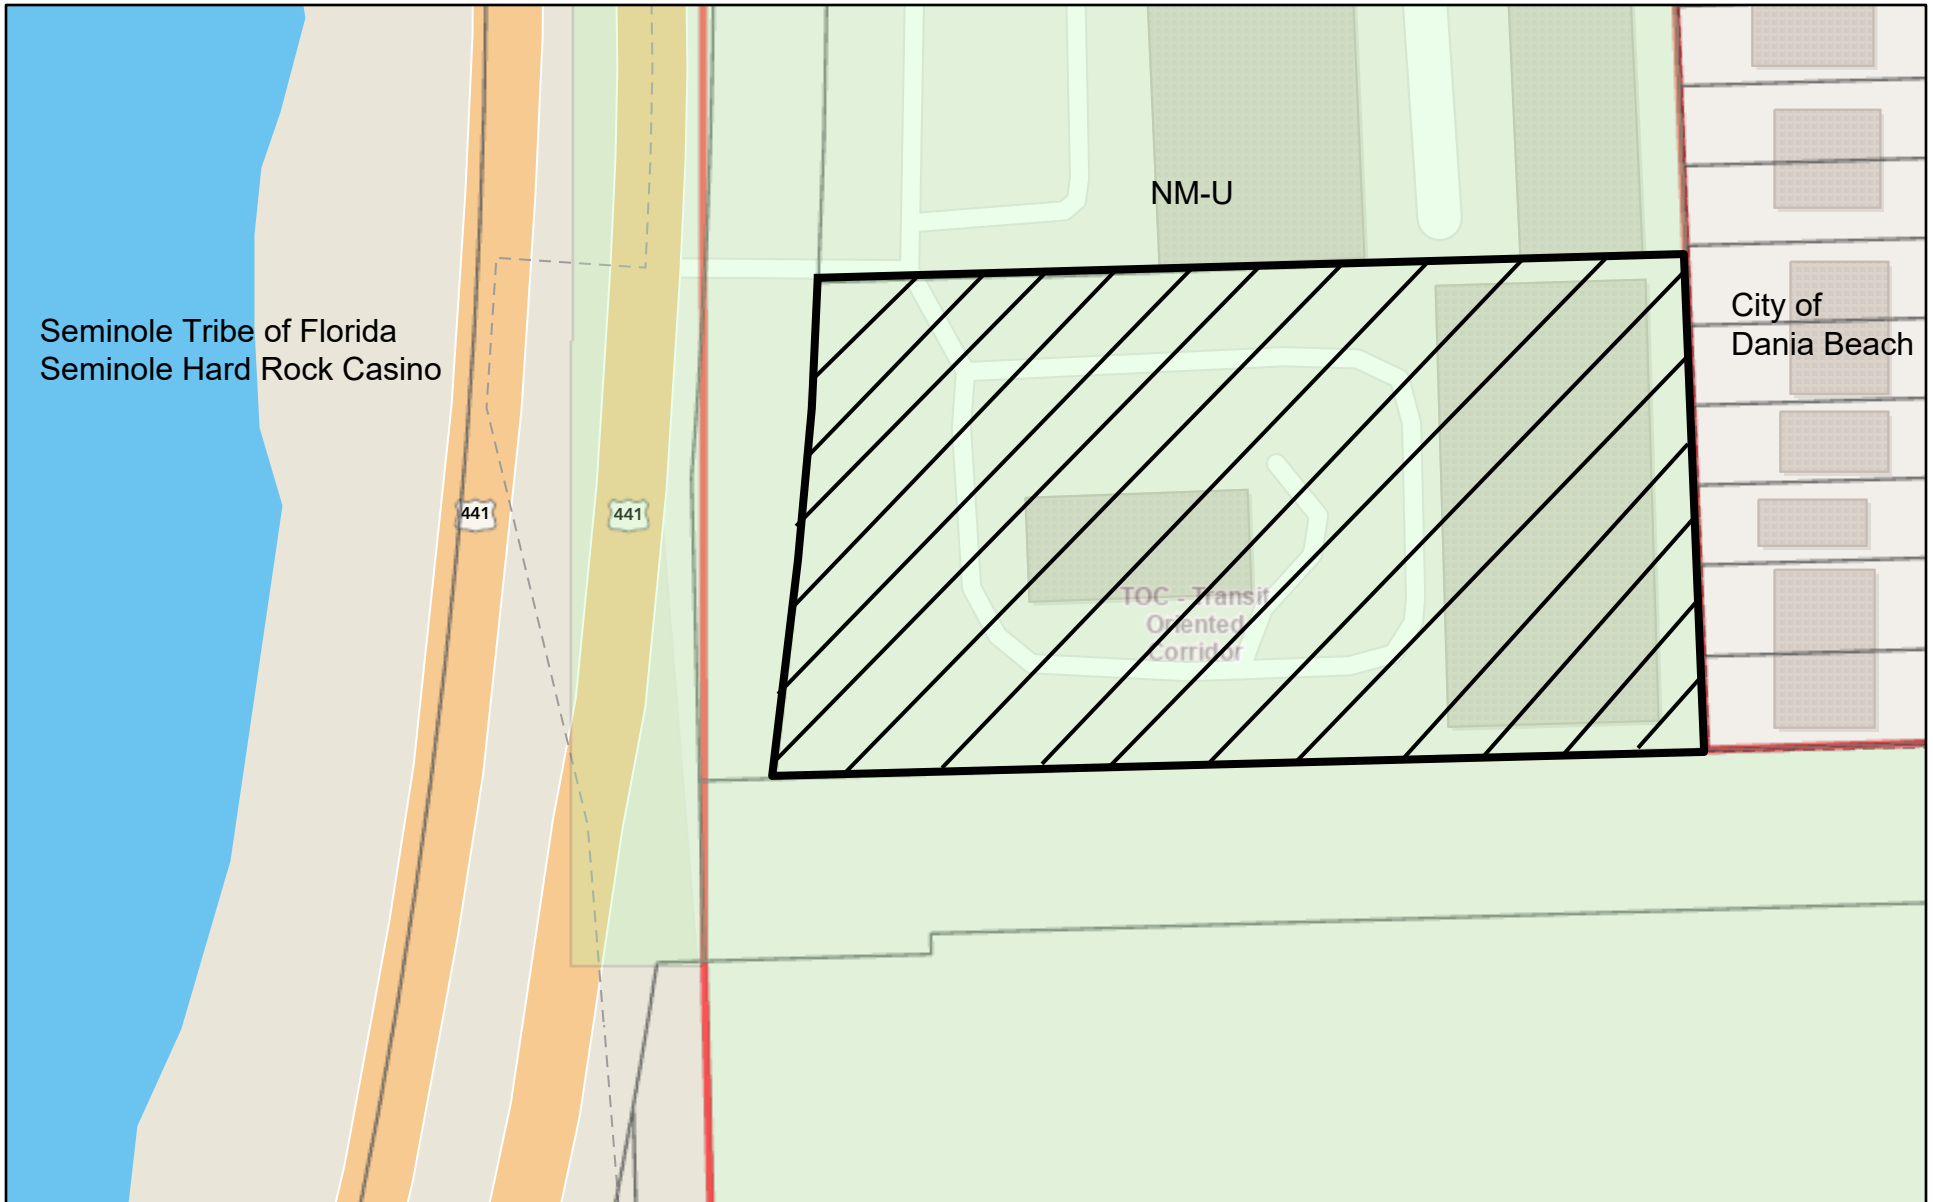 NM-U
Seminole Tribe of Florida
Seminole Hard Rock Casino
City of
Dania Beach
441
441
TOC - Transit
Oriented
Corridor